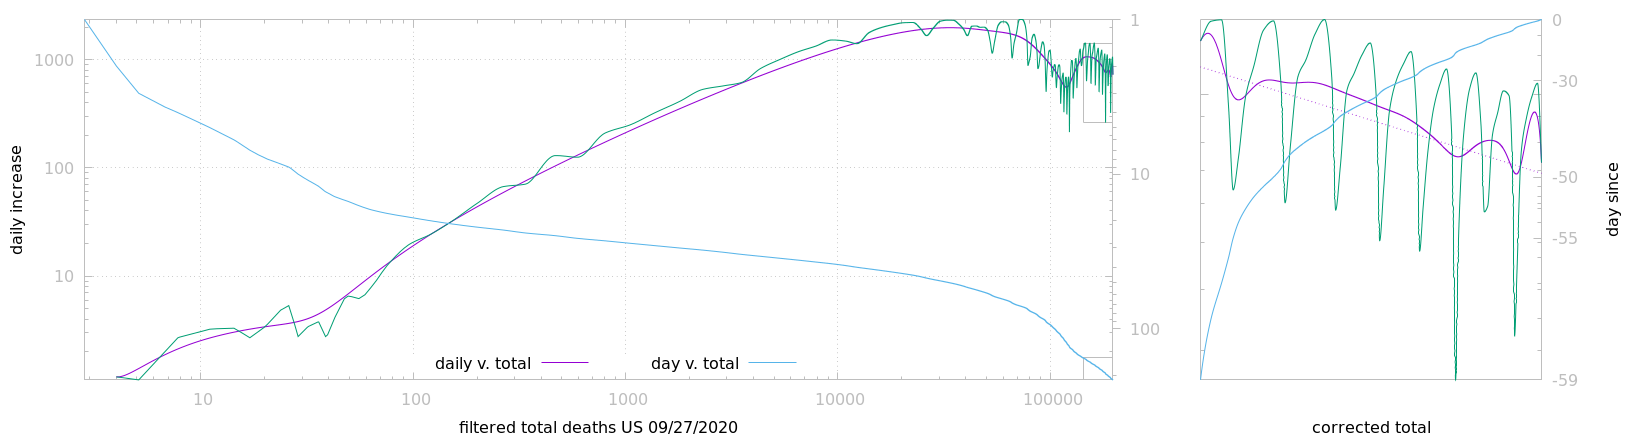 daily increase
1000
100
10
10
100
1000
10000
100000
filtered total deaths US 09/27/2020
daily v. total
day v. total
1
10
100
0
-30
-50
-55
-59
day since
corrected total